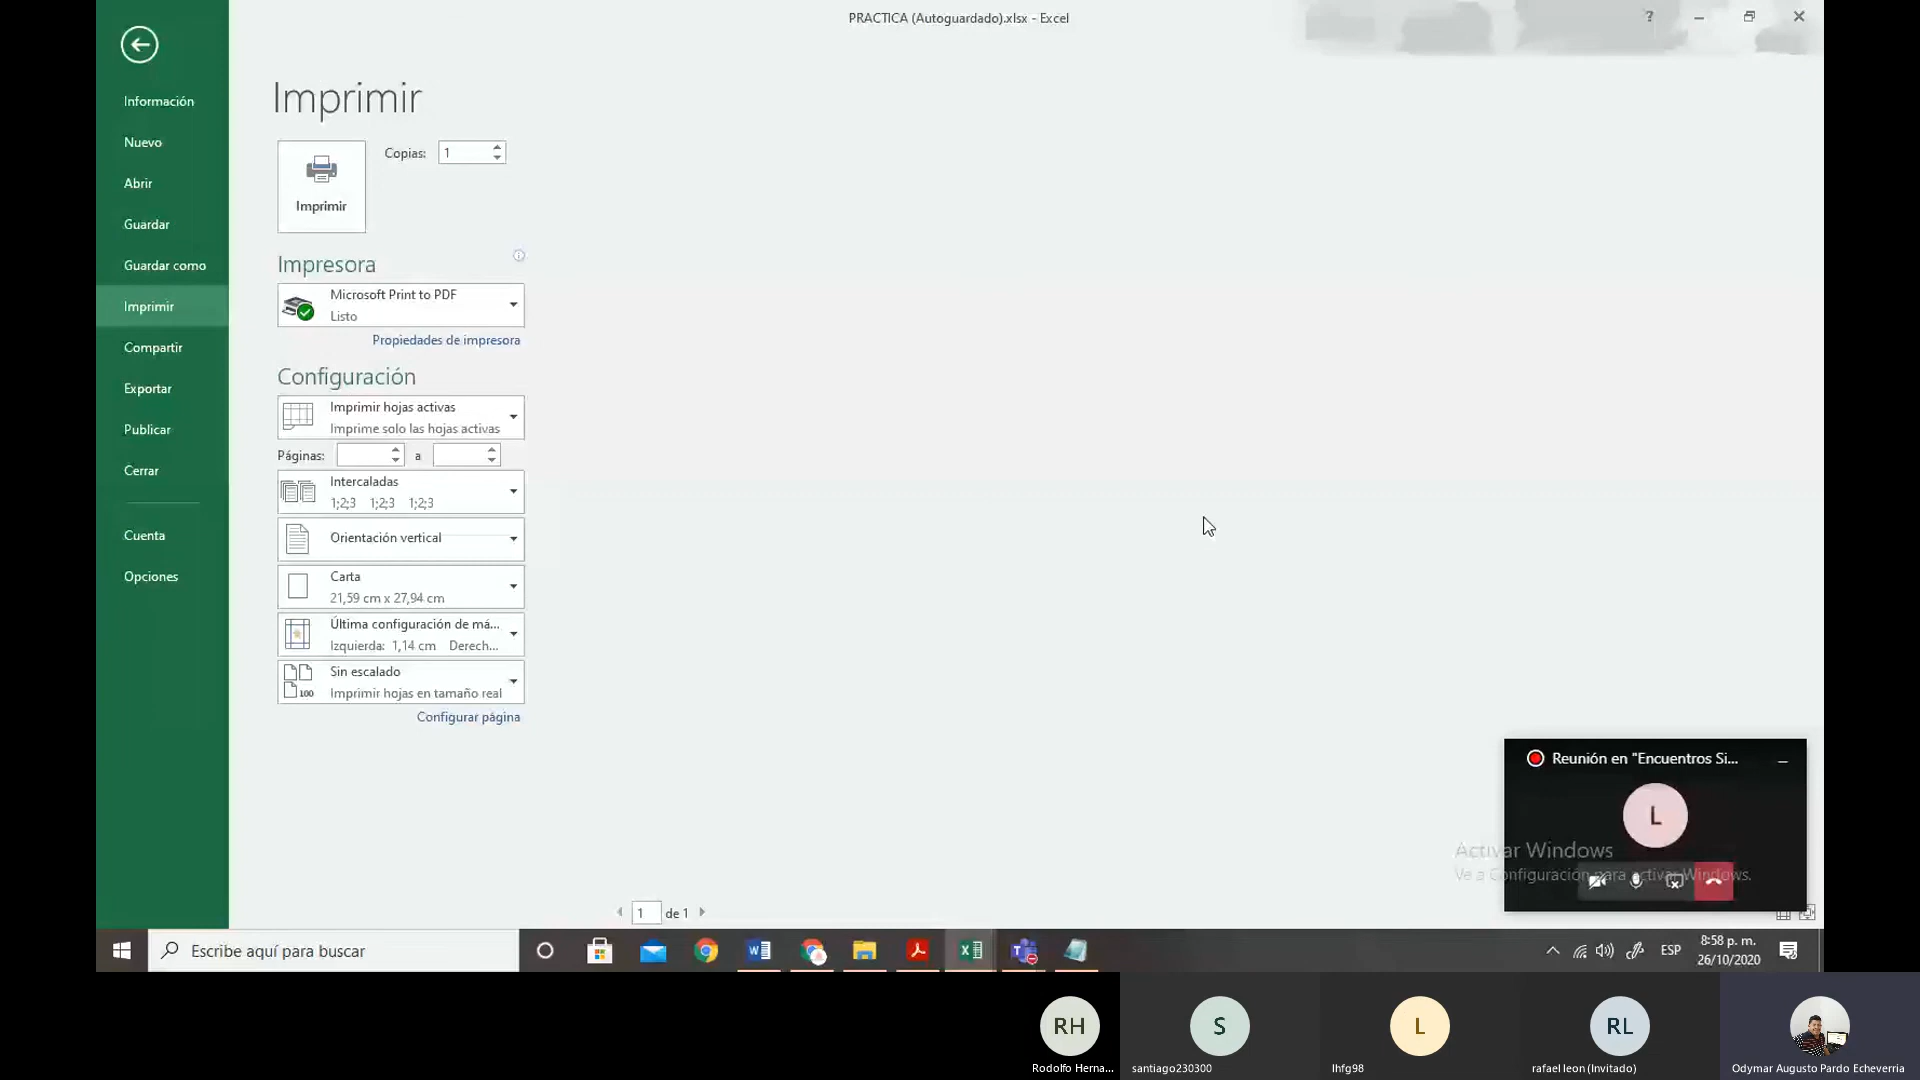 PRACTICA (Autoguardado).xlsx - Excel
?
Información
Nuevo
Abrir
Guardar
Guardar como
Imprimir
Compartir
Exportar
Publicar
Cerrar
Cuenta
Opciones
Imprimir
Imprimir
Copias: 1
Impresora
Microsoft Print to PDF
Listo
Propiedades de impresora
Configuración
Imprimir hojas activas
Imprime solo las hojas activas
Páginas: a
Intercaladas
1;2;3 1;2;3 1;2;3
Orientación vertical
Carta
21,59 cm x 27,94 cm
Última configuración de má...
Izquierda: 1,14 cm Derech...
Sin escalado
100
Imprimir hojas en tamaño real
Configurar página
1 de 1
Reunión en "Encuentros Si...
L
Activar Windows
Ve a Configuración para activar Windows.
Escribe aquí para buscar
ESP
8:58 p. m.
26/10/2020
RH
Rodolfo Herna...
S
santiago230300
L
lhfg98
RL
rafael leon (Invitado)
Odymar Augusto Pardo Echeverria